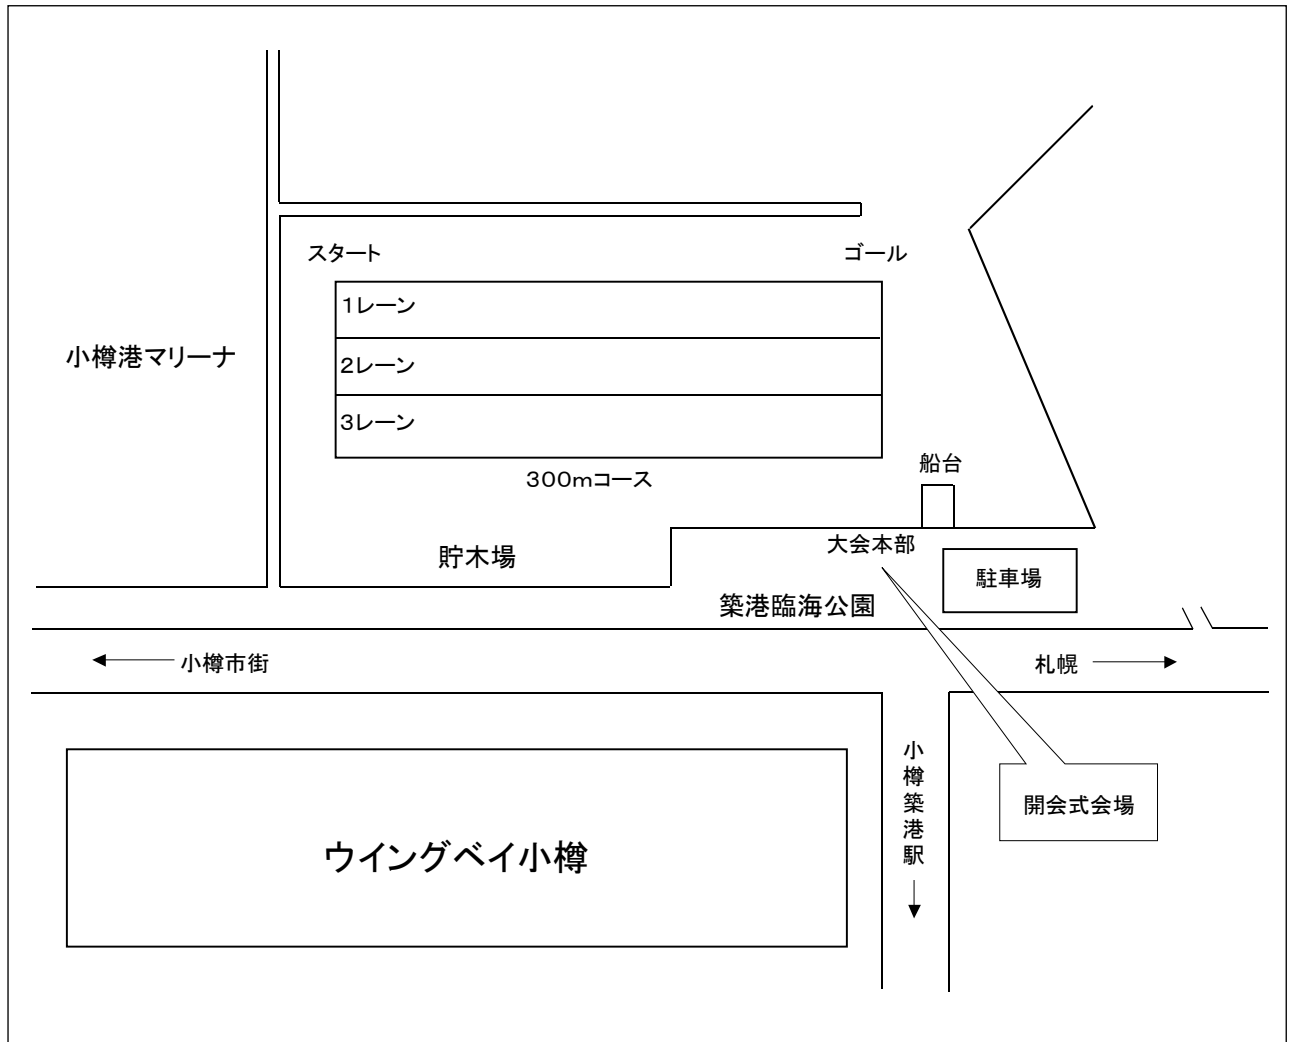 スタート
ゴール
1レーン
小樽港マリーナ
2レーン
3レーン
船台
300mコース
大会本部
貯木場
駐車場
築港臨海公園
小樽市街
札幌
小樽築港駅
開会式会場
ウイングベイ小樽